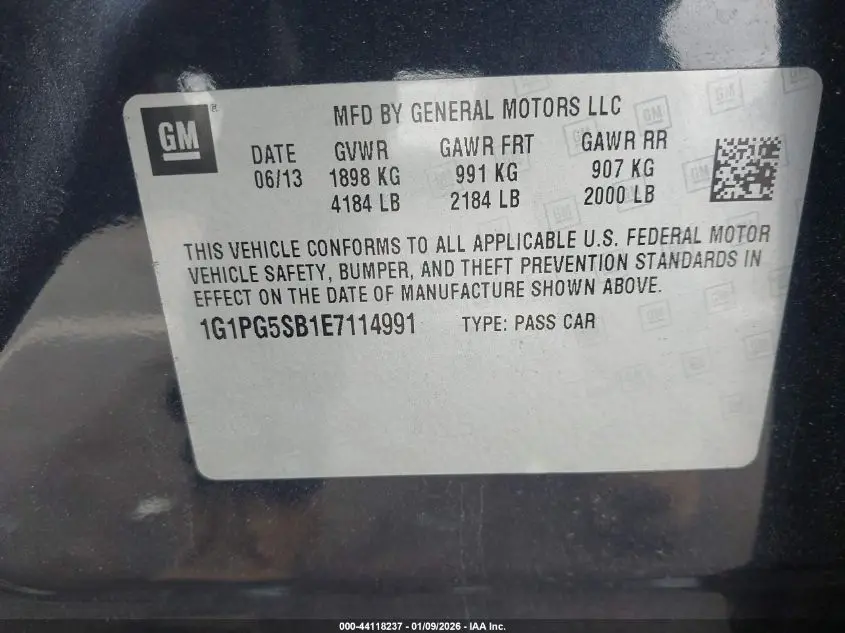 GM ®
MFD BY GENERAL MOTORS LLC
DATE GVWR GAWR FRT GAWR RR
06/13 1898 KG 991 KG 907 KG
4184 LB 2184 LB 2000 LB
THIS VEHICLE CONFORMS TO ALL APPLICABLE U.S. FEDERAL MOTOR
VEHICLE SAFETY, BUMPER, AND THEFT PREVENTION STANDARDS IN
EFFECT ON THE DATE OF MANUFACTURE SHOWN ABOVE.
1G1PG5SB1E7114991 TYPE: PASS CAR
000-44118237 - 01/09/2026 - IAA Inc.